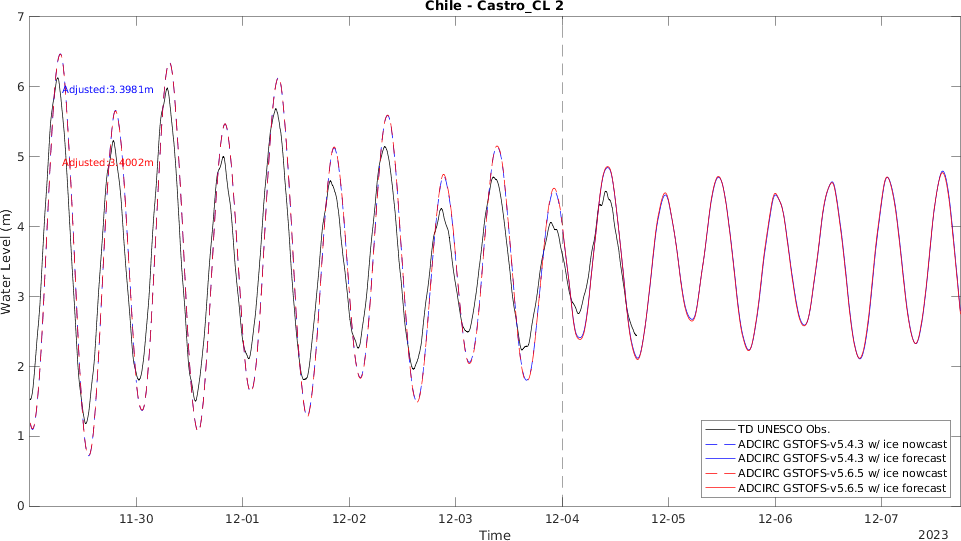 Chile - Castro_CL 2
7
6
5
4
3
2
1
0
Water Level (m)
Adjusted:3.3981m
Adjusted:3.4002m
TD UNESCO Obs.
ADCIRC GSTOFS-v5.4.3 w/ ice nowcast
ADCIRC GSTOFS-v5.4.3 w/ ice forecast
ADCIRC GSTOFS-v5.6.5 w/ ice nowcast
ADCIRC GSTOFS-v5.6.5 w/ ice forecast
11-30 12-01 12-02 12-03 12-04 12-05 12-06 12-07
Time
2023